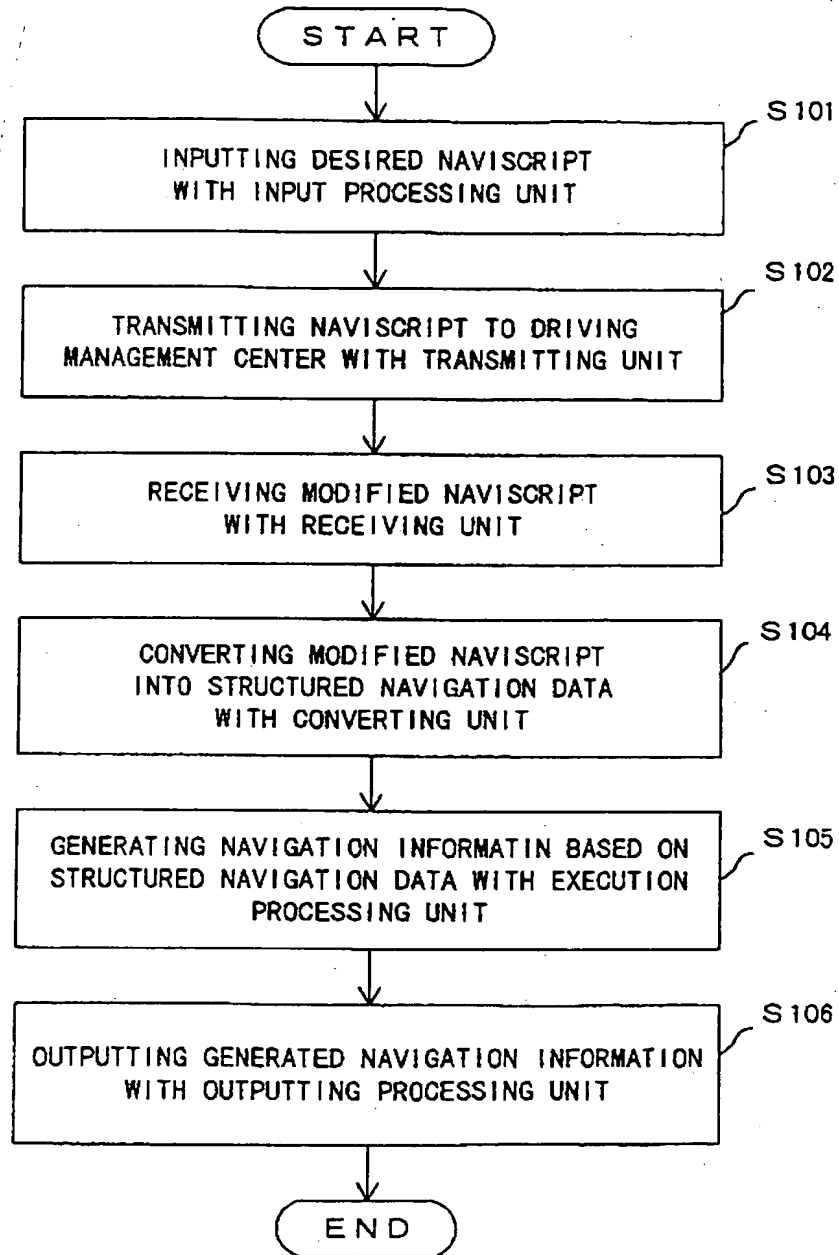 START
S101
INPUTTING DESIRED NAVISCRIPT
WITH INPUT PROCESSING UNIT
S102
TRANSMITTING NAVISCRIPT TO DRIVING
MANAGEMENT CENTER WITH TRANSMITTING UNIT
S103
RECEIVING MODIFIED NAVISCRIPT
WITH RECEIVING UNIT
S104
CONVERTING MODIFIED NAVISCRIPT
INTO STRUCTURED NAVIGATION DATA
WITH CONVERTING UNIT
S105
GENERATING NAVIGATION INFORMATIN BASED ON
STRUCTURED NAVIGATION DATA WITH EXECUTION
PROCESSING UNIT
S106
OUTPUTTING GENERATED NAVIGATION INFORMATION
WITH OUTPUTTING PROCESSING UNIT
END